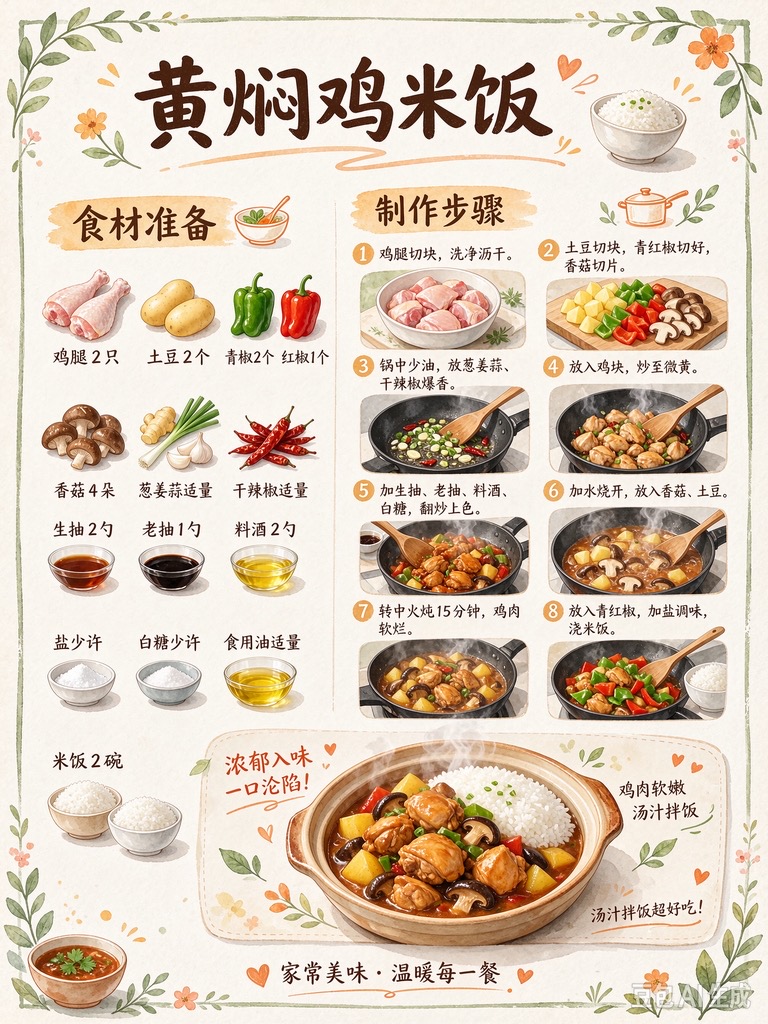 黄焖鸡米饭
食材准备
鸡腿2只
土豆2个
青椒2个
红椒1个
香菇4朵
葱姜蒜适量
干辣椒适量
生抽2勺
老抽1勺
料酒2勺
盐少许
白糖少许
食用油适量
米饭2碗
制作步骤
1 鸡腿切块，洗净沥干。
2 土豆切块，青红椒切好，
香菇切片。
3 锅中少油，放葱姜蒜、
干辣椒爆香。
4 放入鸡块，炒至微黄。
5 加生抽、老抽、料酒、
白糖，翻炒上色。
6 加水烧开，放入香菇、土豆。
7 转中火炖15分钟，鸡肉
软烂。
8 放入青红椒，加盐调味，
浇米饭。
浓郁入味
一口沦陷！
鸡肉软嫩
汤汁拌饭
汤汁拌饭超好吃！
家常美味·温暖每一餐
豆包AI生成